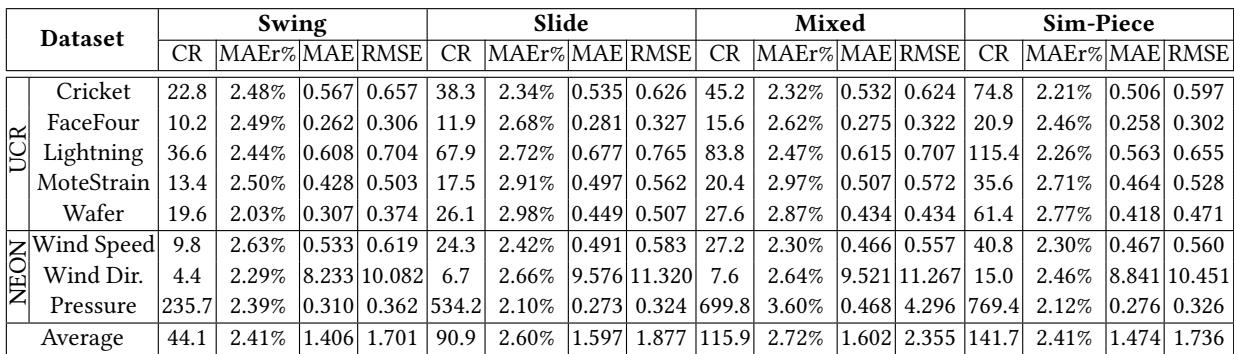 Dataset Swing Slide Mixed Sim-Piece
CR MAEr% MAE RMSE CR MAEr% MAE RMSE CR MAEr% MAE RMSE CR MAEr% MAE RMSE
UCR
Cricket 22.8 2.48% 0.567 0.657 38.3 2.34% 0.535 0.626 45.2 2.32% 0.532 0.624 74.8 2.21% 0.506 0.597
FaceFour 10.2 2.49% 0.262 0.306 11.9 2.68% 0.281 0.327 15.6 2.62% 0.275 0.322 20.9 2.46% 0.258 0.302
Lightning 36.6 2.44% 0.608 0.704 67.9 2.72% 0.677 0.765 83.8 2.47% 0.615 0.707 115.4 2.26% 0.563 0.655
MoteStrain 13.4 2.50% 0.428 0.503 17.5 2.91% 0.497 0.562 20.4 2.97% 0.507 0.572 35.6 2.71% 0.464 0.528
Wafer 19.6 2.03% 0.307 0.374 26.1 2.98% 0.449 0.507 27.6 2.87% 0.434 0.434 61.4 2.77% 0.418 0.471
NEON
Wind Speed 9.8 2.63% 0.533 0.619 24.3 2.42% 0.491 0.583 27.2 2.30% 0.466 0.557 40.8 2.30% 0.467 0.560
Wind Dir. 4.4 2.29% 8.233 10.082 6.7 2.66% 9.576 11.320 7.6 2.64% 9.521 11.267 15.0 2.46% 8.841 10.451
Pressure 235.7 2.39% 0.310 0.362 534.2 2.10% 0.273 0.324 699.8 3.60% 0.468 4.296 769.4 2.12% 0.276 0.326
Average 44.1 2.41% 1.406 1.701 90.9 2.60% 1.597 1.877 115.9 2.72% 1.602 2.355 141.7 2.41% 1.474 1.736